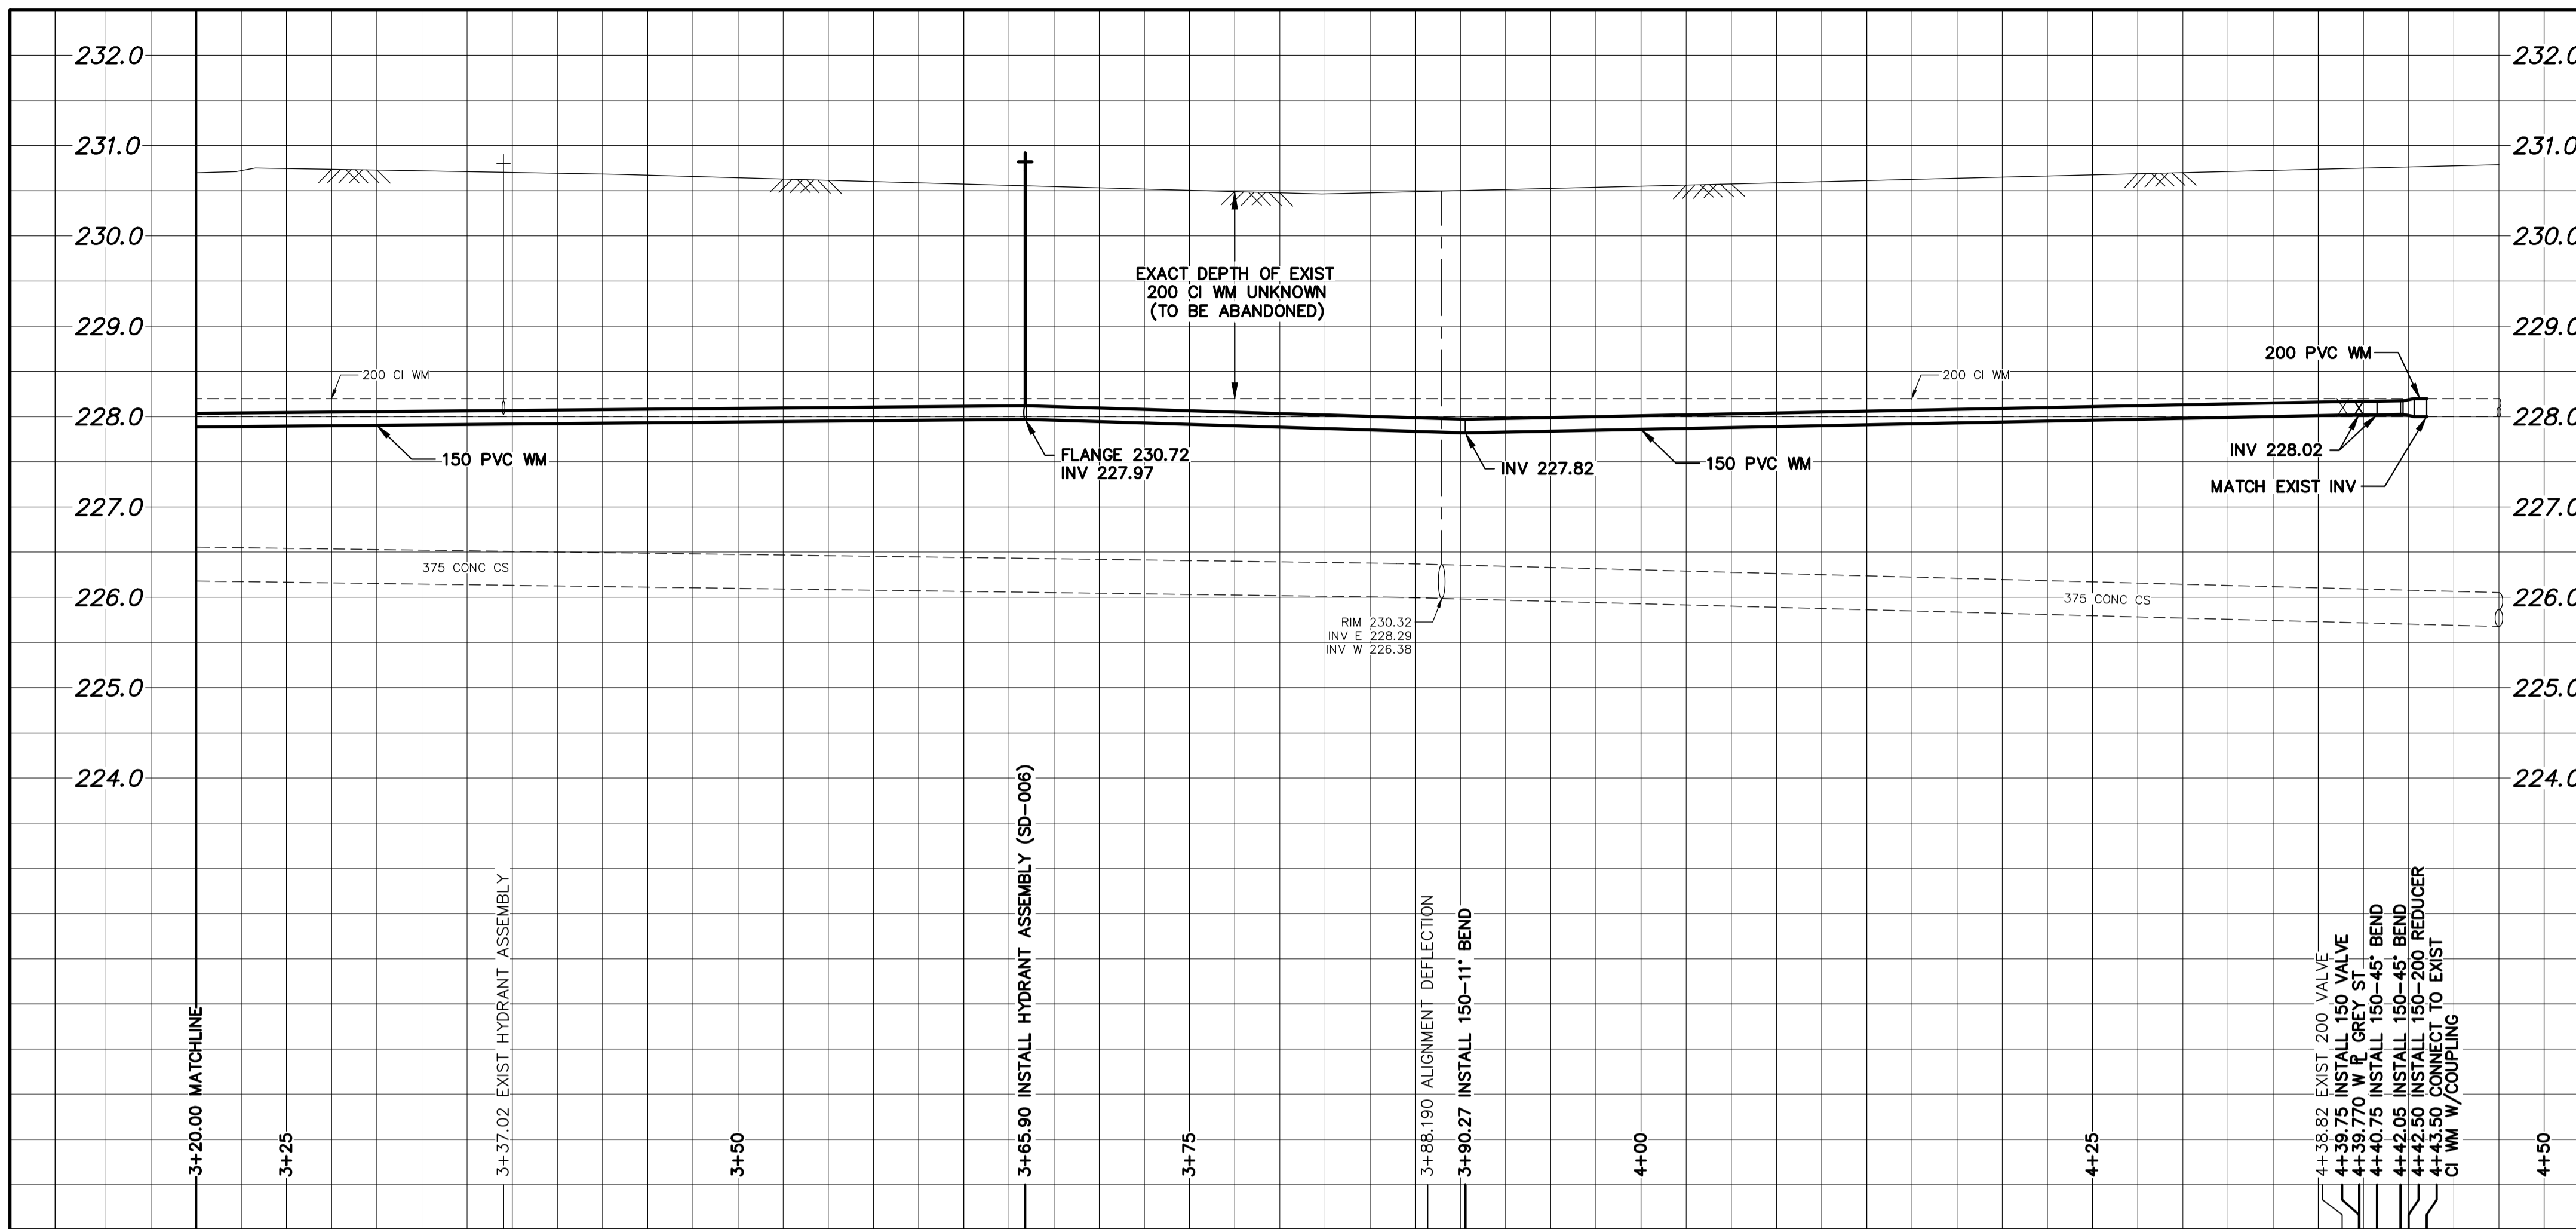 232.0
232.0
231.0
231.0
230.0
230.0
EXACT DEPTH OF EXIST
200 CI WM UNKNOWN
(TO BE ABANDONED)
229.0
229.0
200 PVC WM
200 CI WM
200 CI WM
228.0
228.0
150 PVC WM
FLANGE 230.72
INV 227.97
INV 227.82
150 PVC WM
INV 228.02
MATCH EXIST INV
227.0
227.0
375 CONC CS
226.0
226.0
375 CONC CS
RIM 230.32
INV E 228.29
INV W 226.38
225.0
225.0
224.0
224.0
3+20.00 MATCHLINE
3+25
3+37.02 EXIST HYDRANT ASSEMBLY
3+50
3+65.90 INSTALL HYDRANT ASSEMBLY (SD-006)
3+75
3+88.190 ALIGNMENT DEFLECTION
3+90.27 INSTALL 150-11° BEND
4+00
4+25
4+38.82 EXIST 200 VALVE
4+39.75 INSTALL 150 VALVE
4+39.770 W PL GREY ST
4+40.75 INSTALL 150-45° BEND
4+42.05 INSTALL 150-45° BEND
4+42.50 INSTALL 150-200 REDUCER
4+43.50 CONNECT TO EXIST
CI WM W/COUPLING
4+50